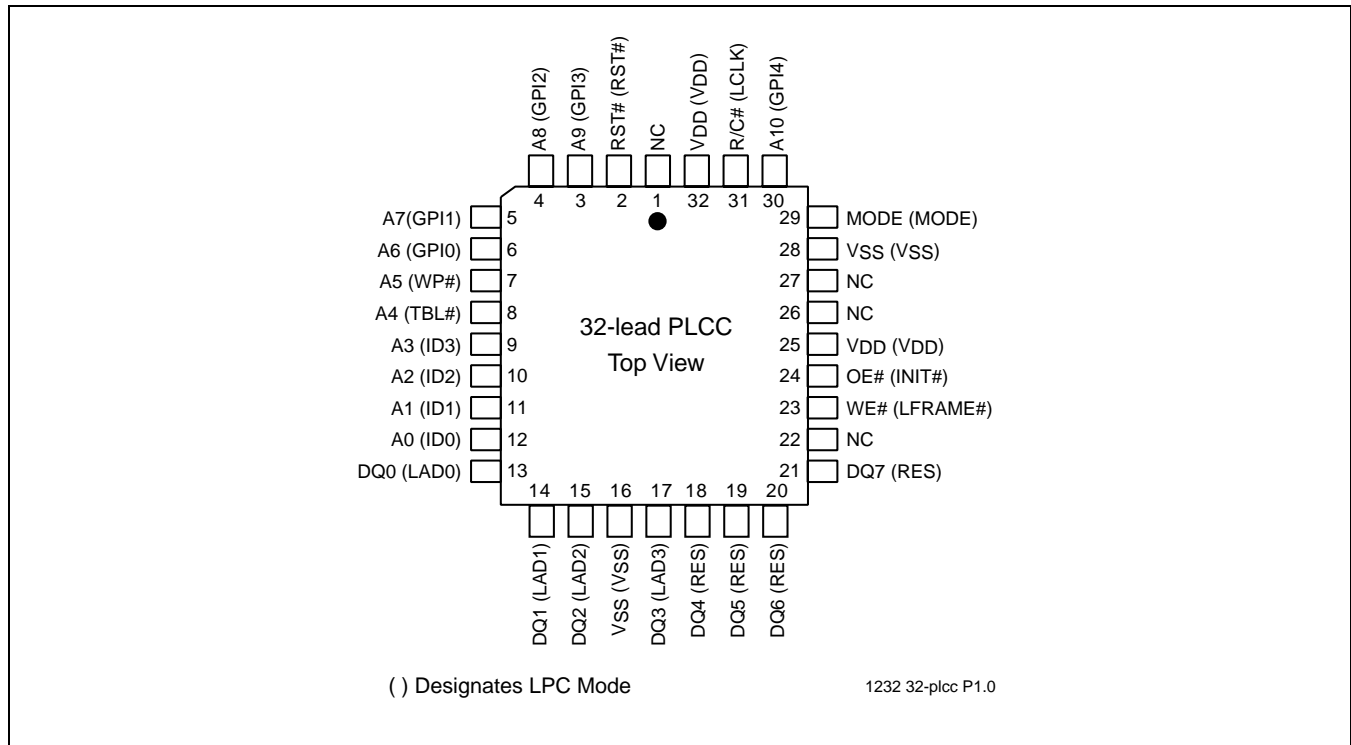 A8 (GPI2)
A9 (GPI3)
RST# (RST#)
NC
VDD (VDD)
R/C# (LCLK)
A10 (GPI4)
4 3 2 1 32 31 30
A7(GPI1) 5
A6 (GPI0) 6
A5 (WP#) 7
A4 (TBL#) 8
A3 (ID3) 9
A2 (ID2) 10
A1 (ID1) 11
A0 (ID0) 12
DQ0 (LAD0) 13
32-lead PLCC
Top View
29 MODE (MODE)
28 VSS (VSS)
27 NC
26 NC
25 VDD (VDD)
24 OE# (INIT#)
23 WE# (LFRAME#)
22 NC
21 DQ7 (RES)
14 15 16 17 18 19 20
DQ1 (LAD1)
DQ2 (LAD2)
VSS (VSS)
DQ3 (LAD3)
DQ4 (RES)
DQ5 (RES)
DQ6 (RES)
( ) Designates LPC Mode
1232 32-plcc P1.0